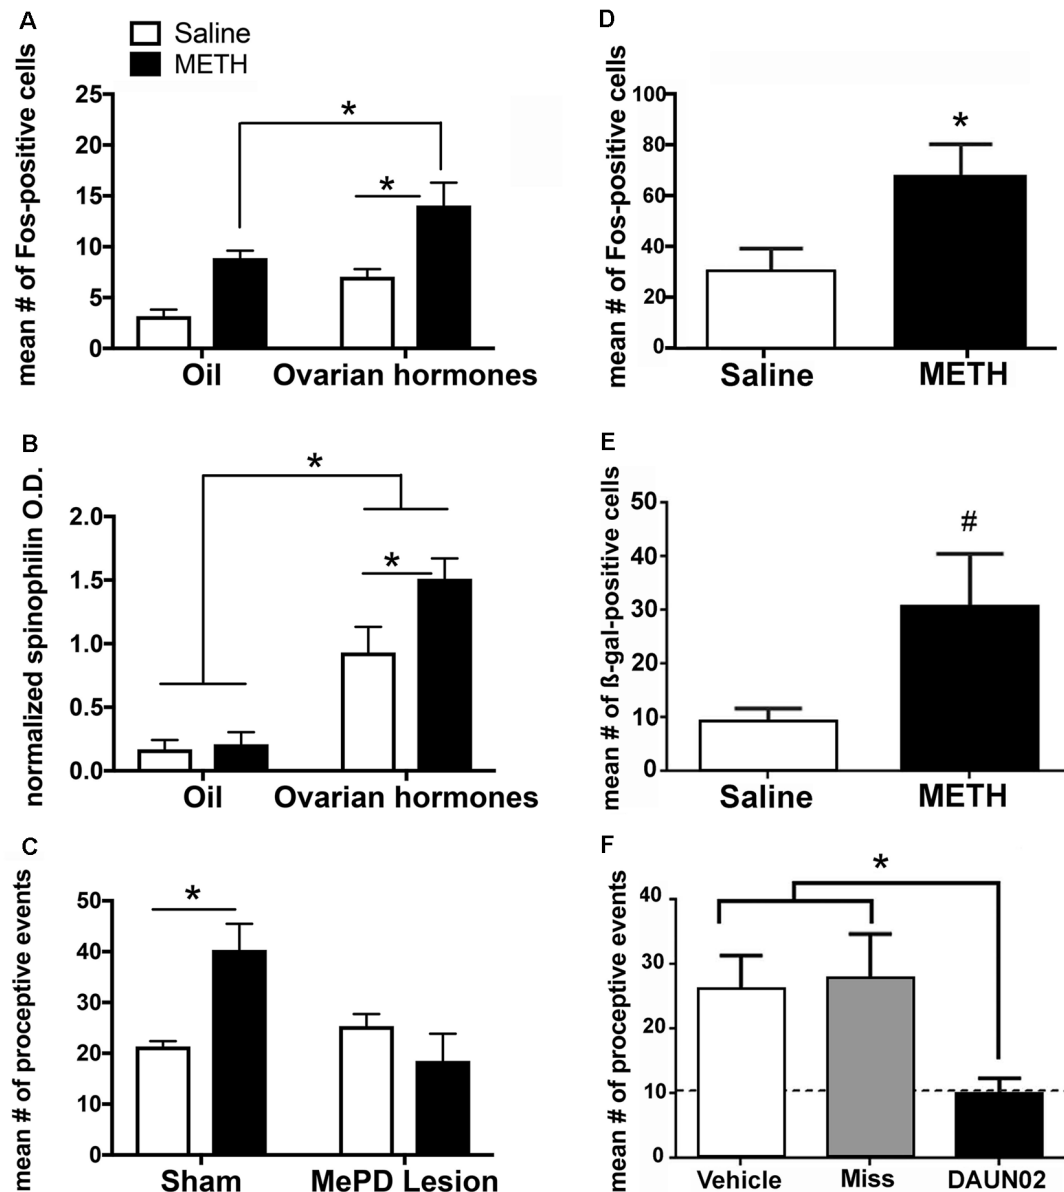 A
Saline
METH
mean # of Fos-positive cells
25
20
15
10
5
0
*
*
Oil
Ovarian hormones
D
mean # of Fos-positive cells
100
80
60
40
20
0
*
Saline
METH
B
normalized spinophilin O.D.
2.0
1.5
1.0
0.5
0.0
*
*
Oil
Ovarian hormones
E
mean # of ß-gal-positive cells
50
40
30
20
10
0
#
Saline
METH
C
mean # of proceptive events
50
40
30
20
10
0
*
Sham
MePD Lesion
F
mean # of proceptive events
40
30
20
10
0
*
Vehicle
Miss
DAUN02